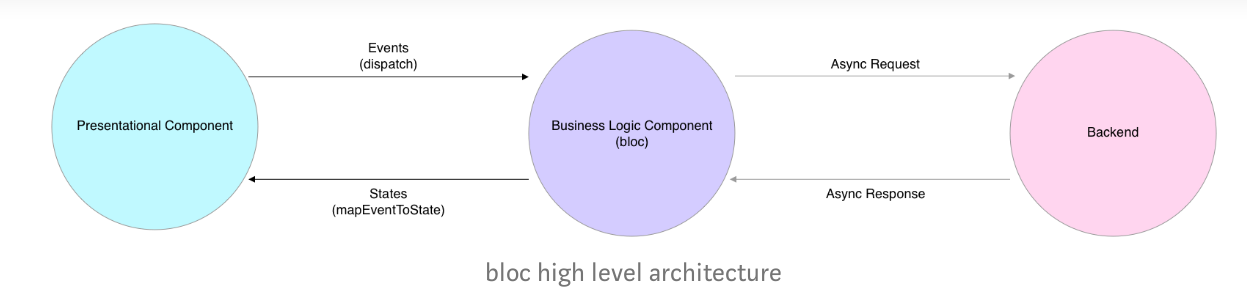 Events
(dispatch)
Async Request
Presentational Component
Business Logic Component
(bloc)
Backend
States
(mapEventToState)
Async Response
bloc high level architecture